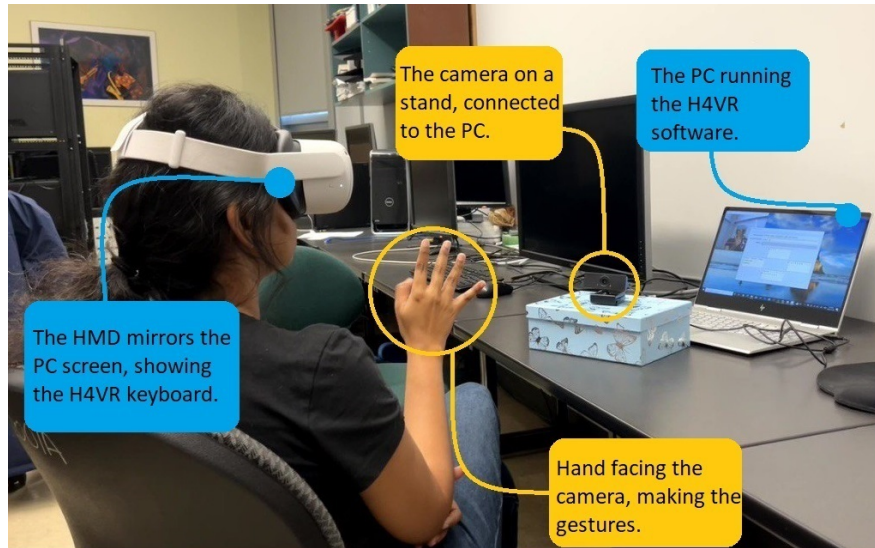 The camera on a
stand, connected
to the PC.
The PC running
the H4VR
software.
The HMD mirrors the
PC screen, showing
the H4VR keyboard.
Hand facing the
camera, making the
gestures.